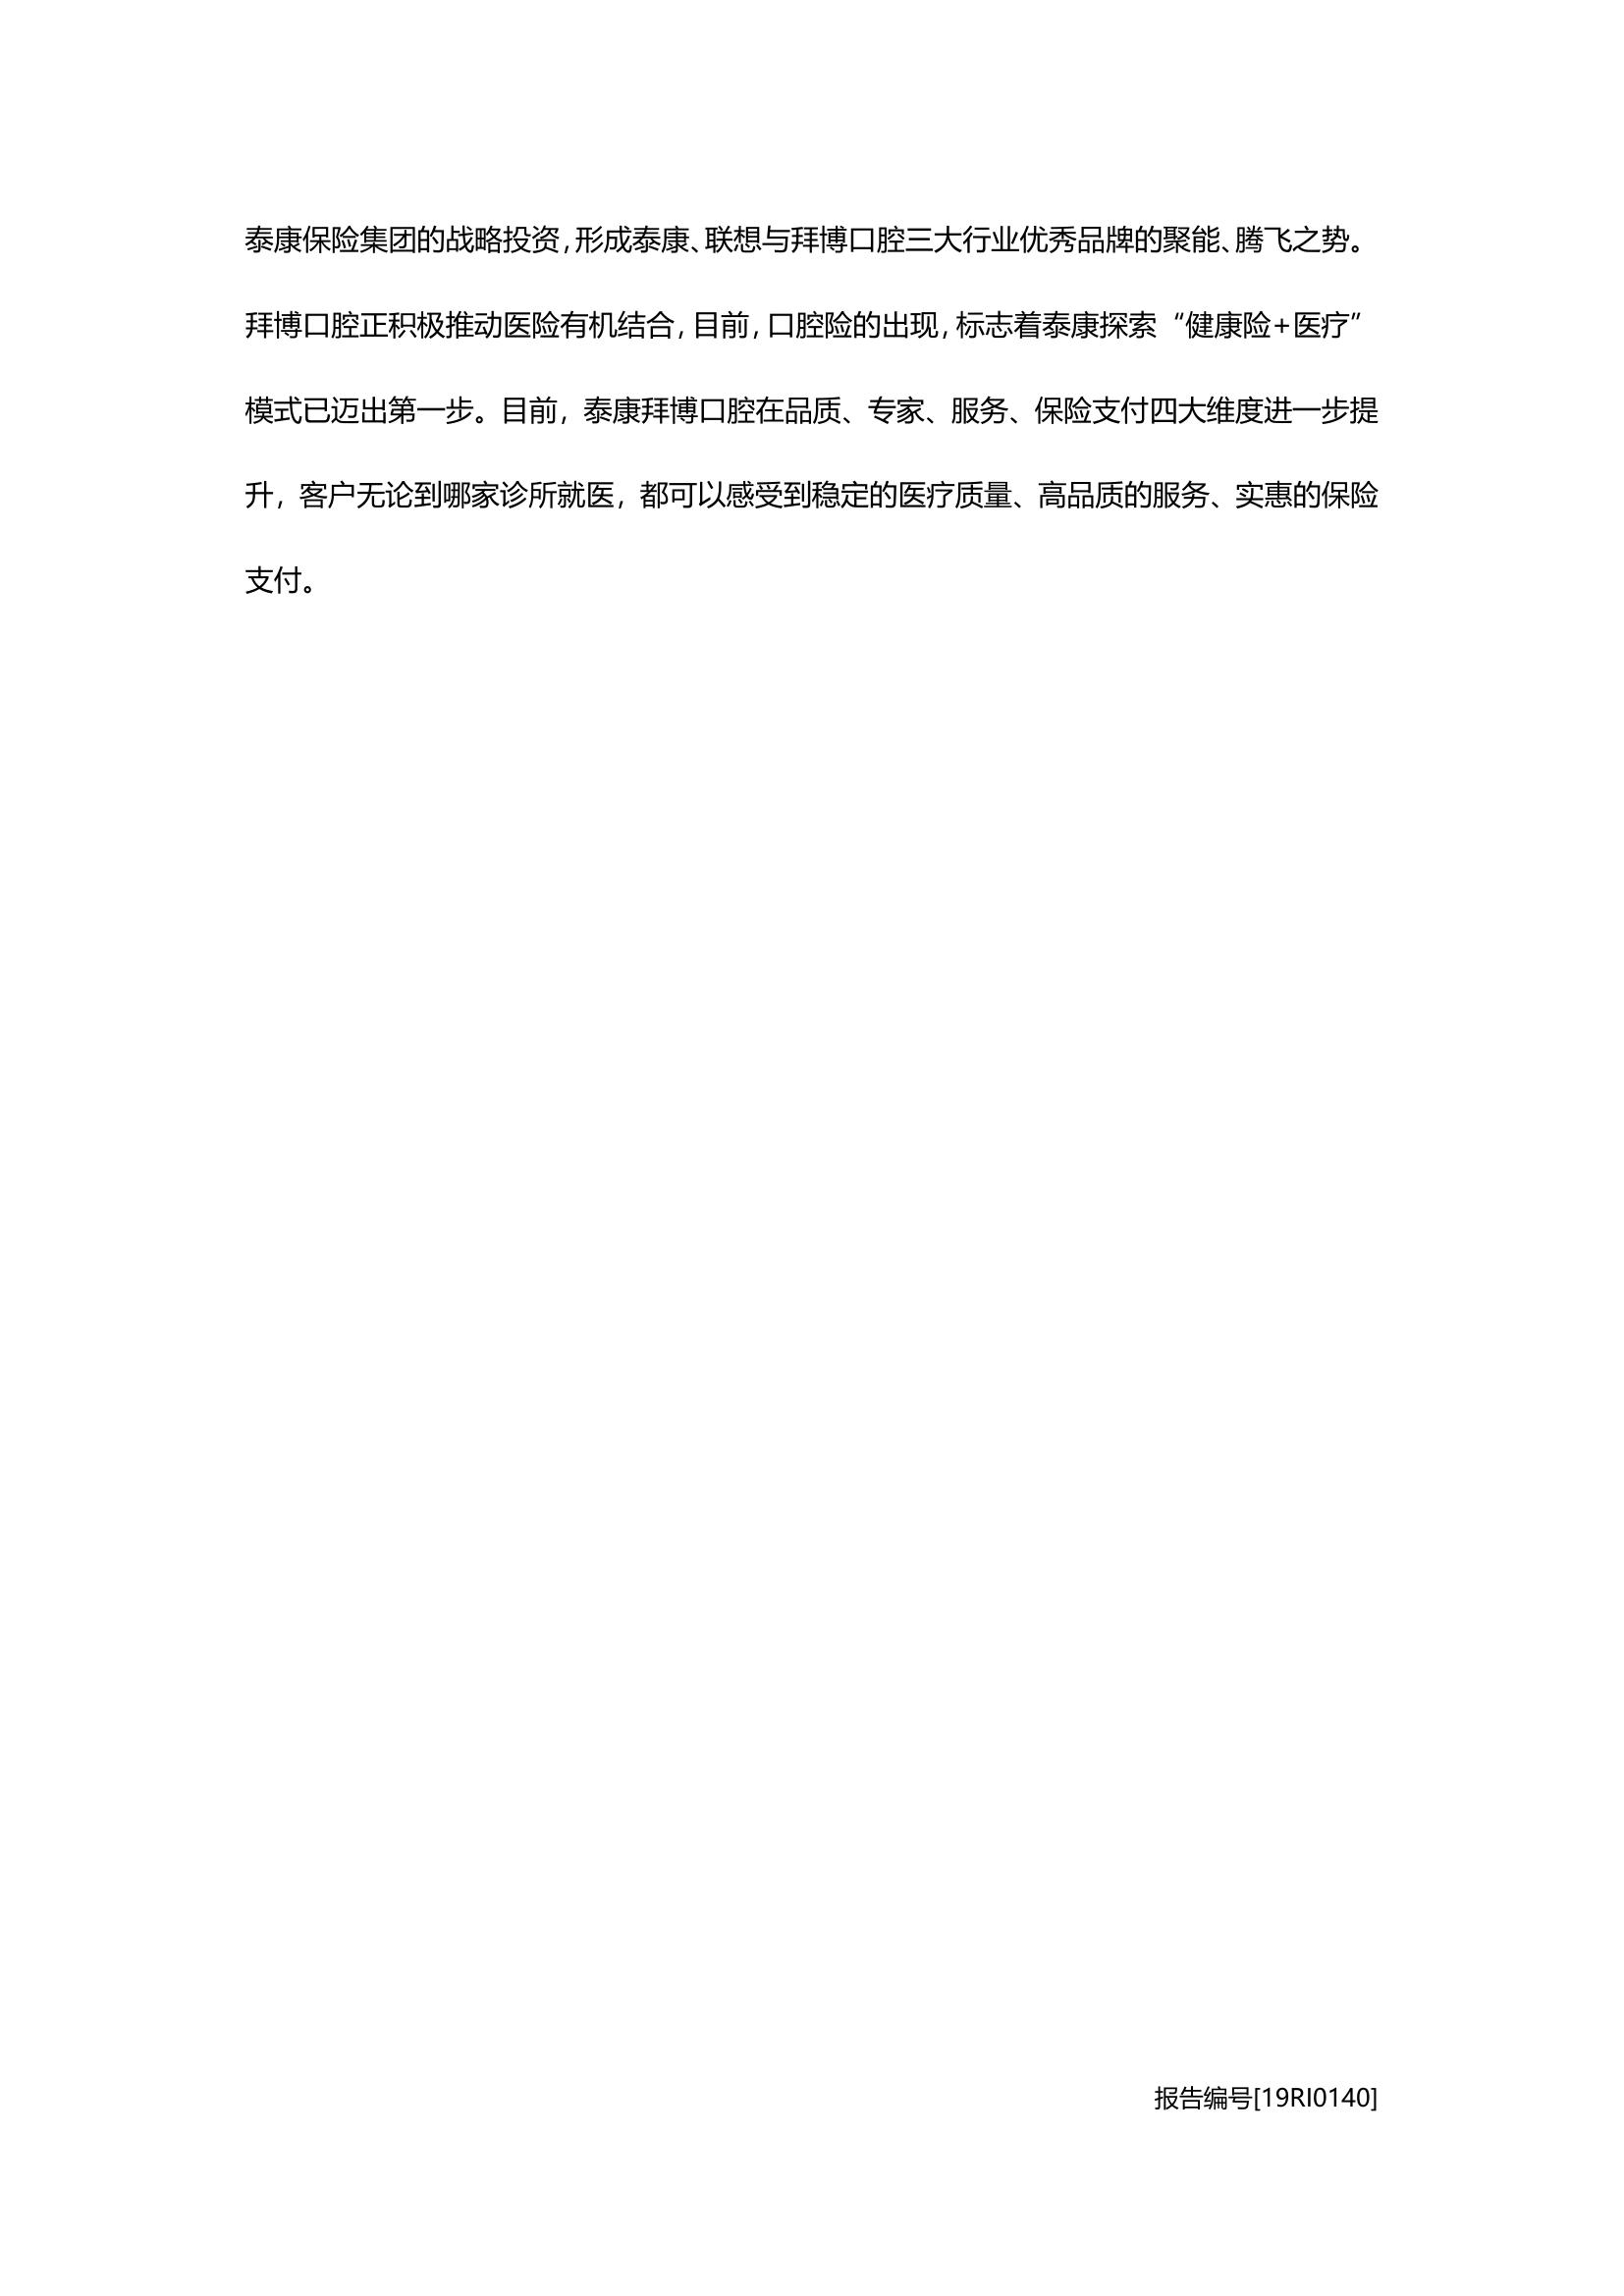 泰康保险集团的战略投资，形成泰康、联想与拜博口腔三大行业优秀品牌的聚能、腾飞之势。
拜博口腔正积极推动医险有机结合，目前，口腔险的出现，标志着泰康探索“健康险+医疗”
模式已迈出第一步。目前，泰康拜博口腔在品质、专家、服务、保险支付四大维度进一步提
升，客户无论到哪家诊所就医，都可以感受到稳定的医疗质量、高品质的服务、实惠的保险
支付。
报告编号[19RI0140]